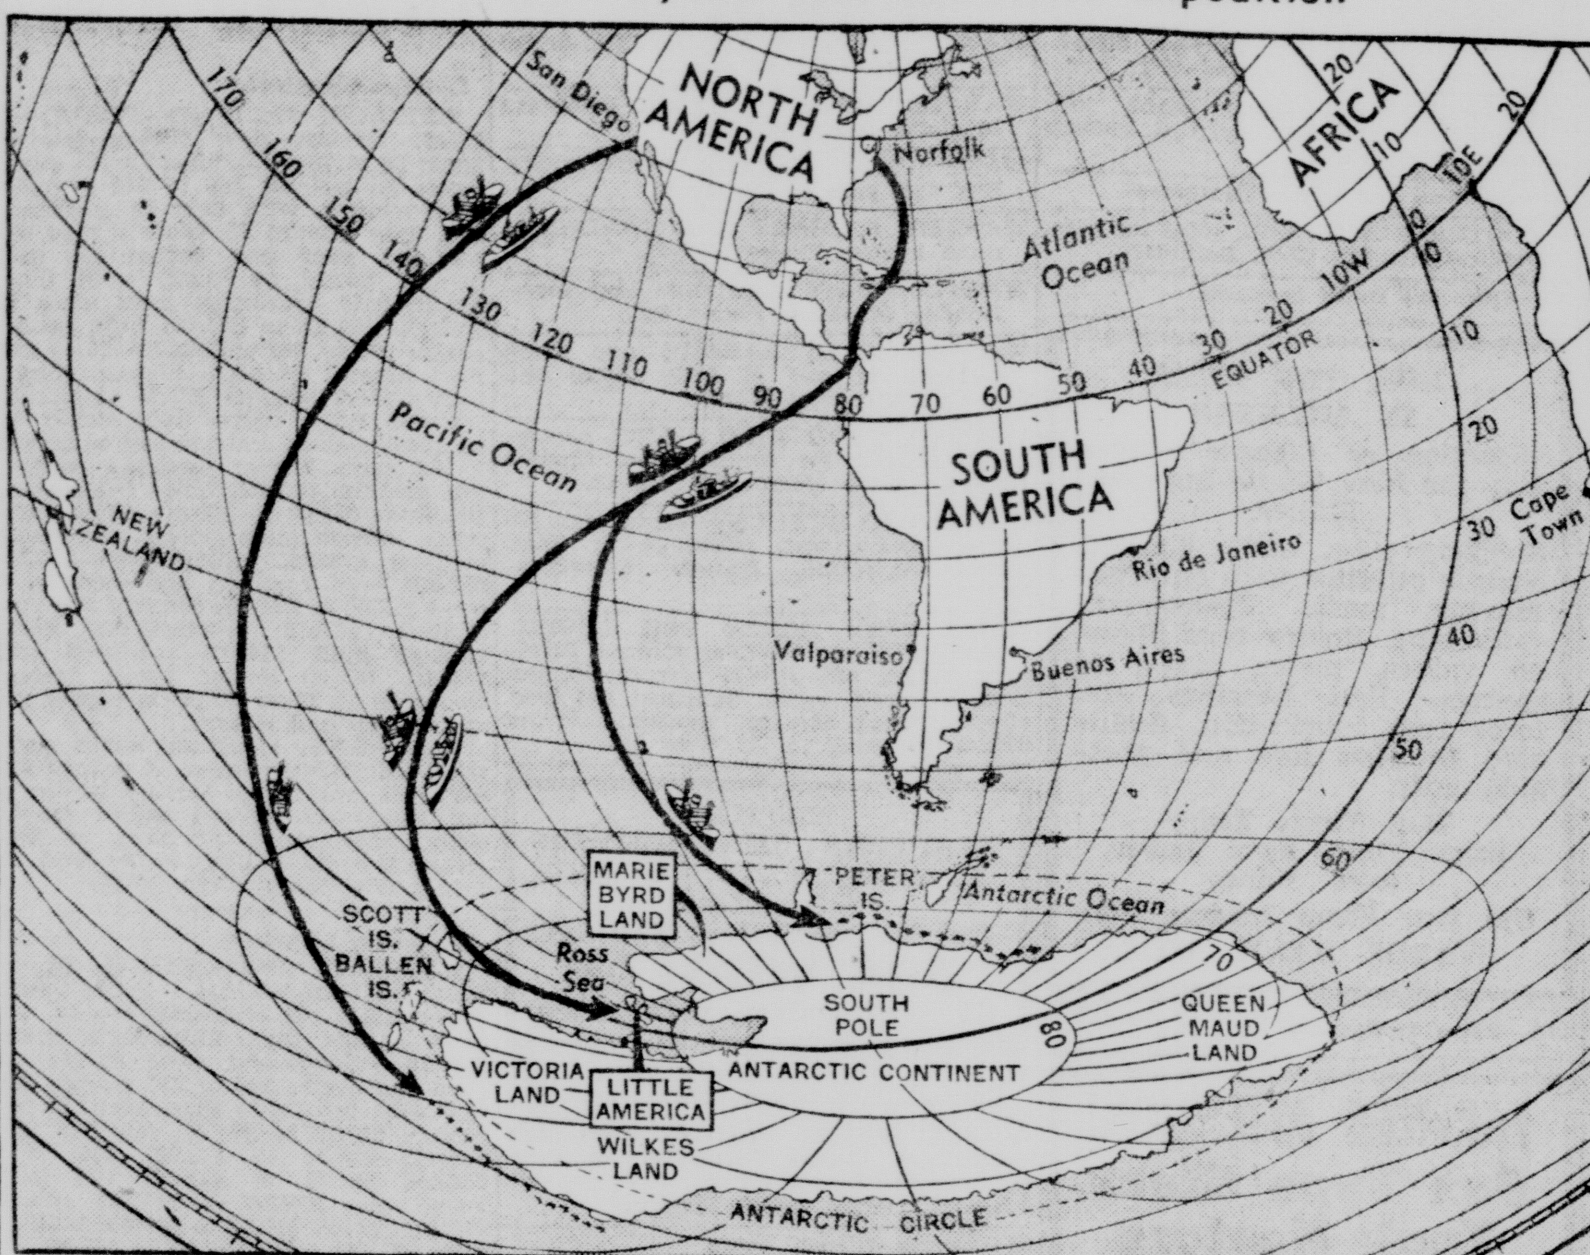 170
160
150
140
130
120
110
100
90
80
70
60
50
40
30
20
10W
0
10E
20
20
10
0
10
20
30
40
50
60
70
80
San Diego
NORTH
AMERICA
Norfolk
AFRICA
Atlantic
Ocean
EQUATOR
Pacific Ocean
SOUTH
AMERICA
NEW
ZEALAND
Cape
Town
Rio de Janeiro
Valparaiso
Buenos Aires
MARIE
BYRD
LAND
PETER
IS.
Antarctic Ocean
SCOTT
IS.
BALLEN
IS.
Ross
Sea
SOUTH
POLE
QUEEN
MAUD
LAND
VICTORIA
LAND
ANTARCTIC CONTINENT
LITTLE
AMERICA
WILKES
LAND
ANTARCTIC CIRCLE